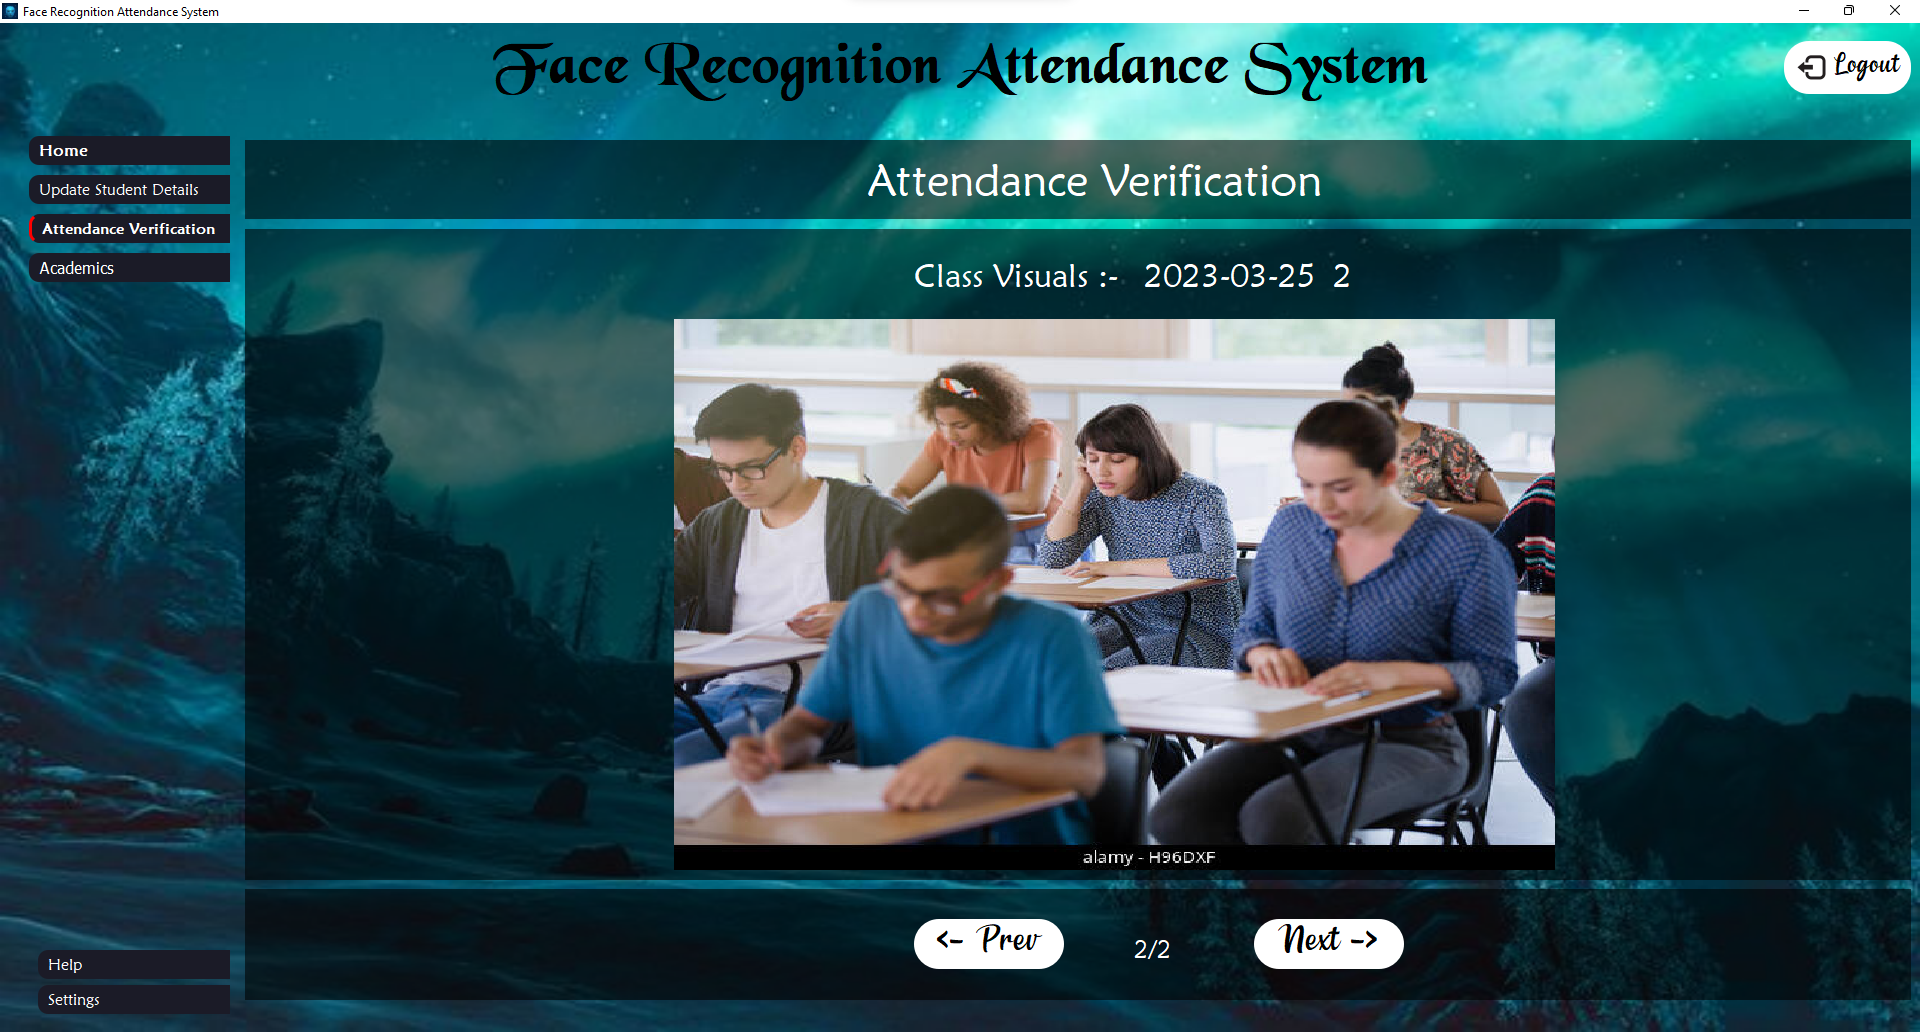 Face Recognition Attendance System
Face Recognition Attendance System
Logout
Home
Update Student Details
Attendance Verification
Academics
Attendance Verification
Class Visuals :- 2023-03-25 2
alamy - H96DXF
<- Prev
2/2
Next ->
Help
Settings